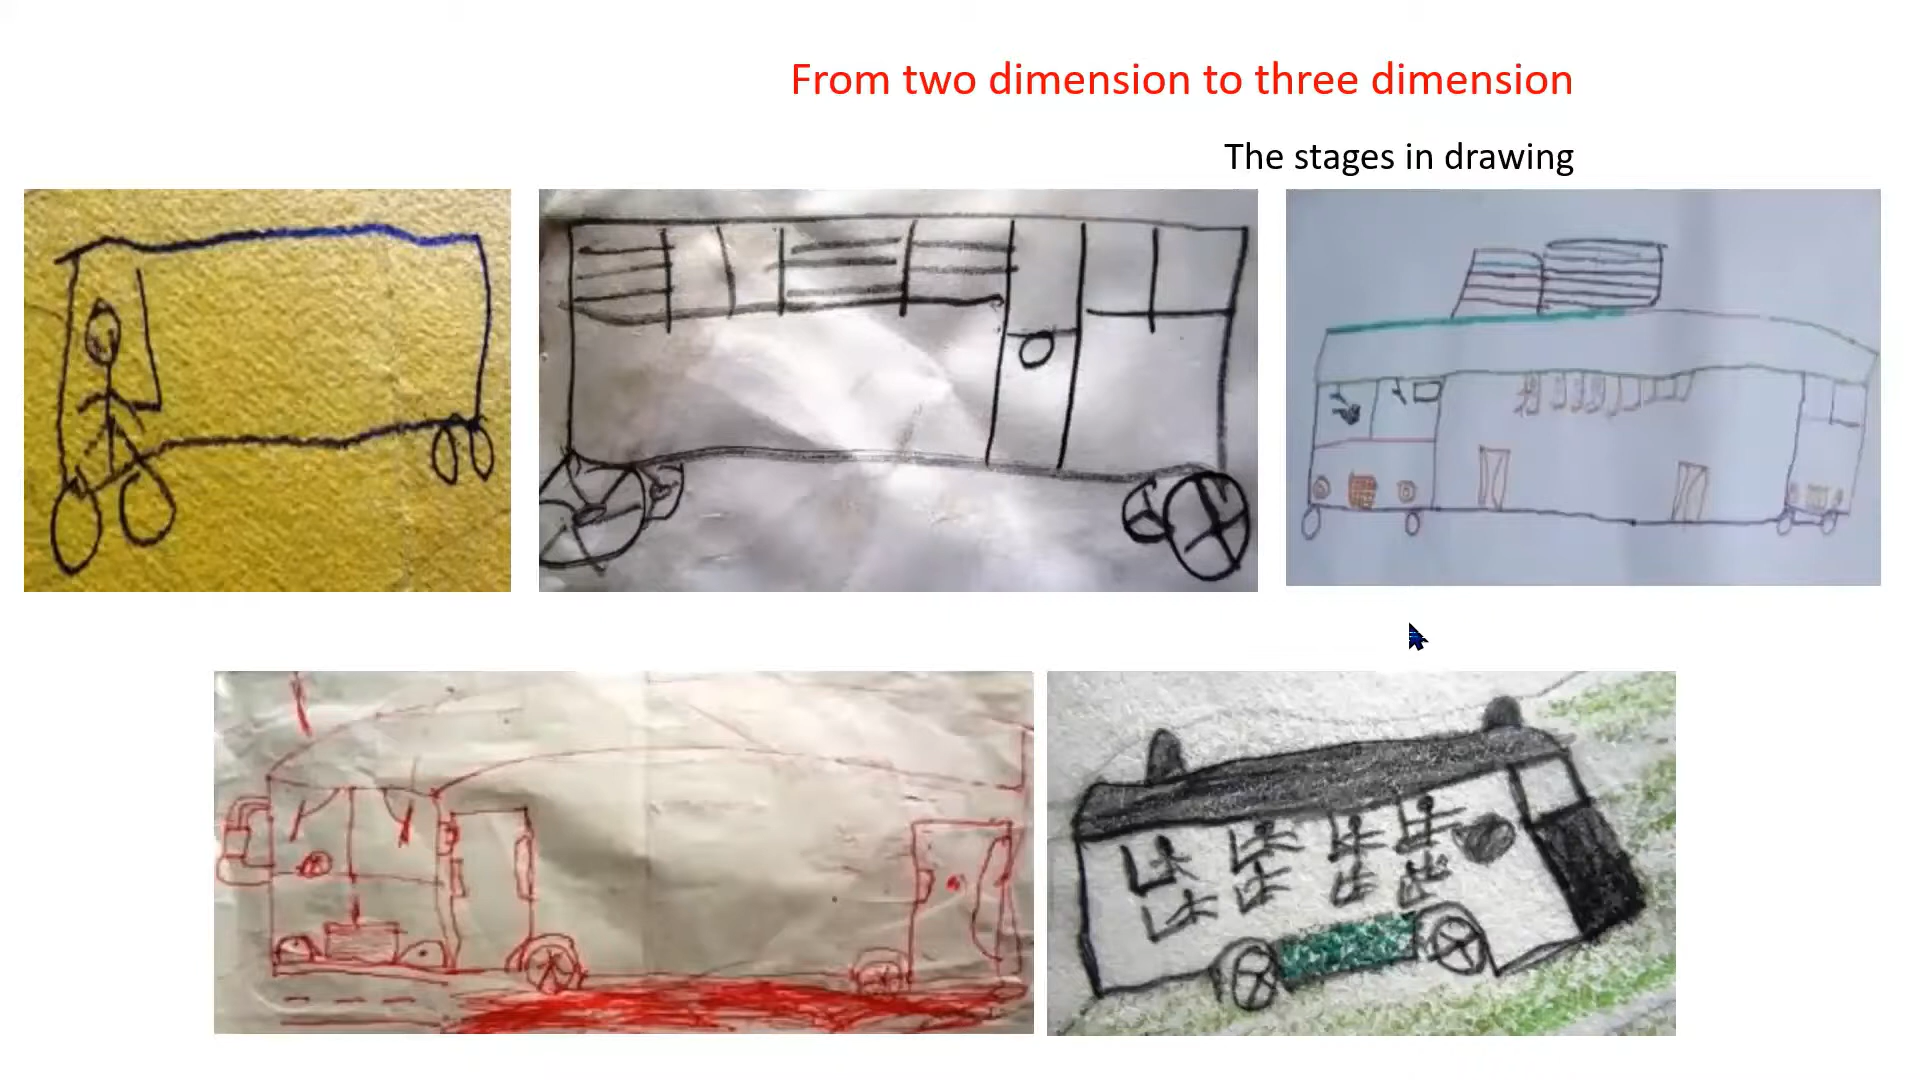 From two dimension to three dimension
The stages in drawing